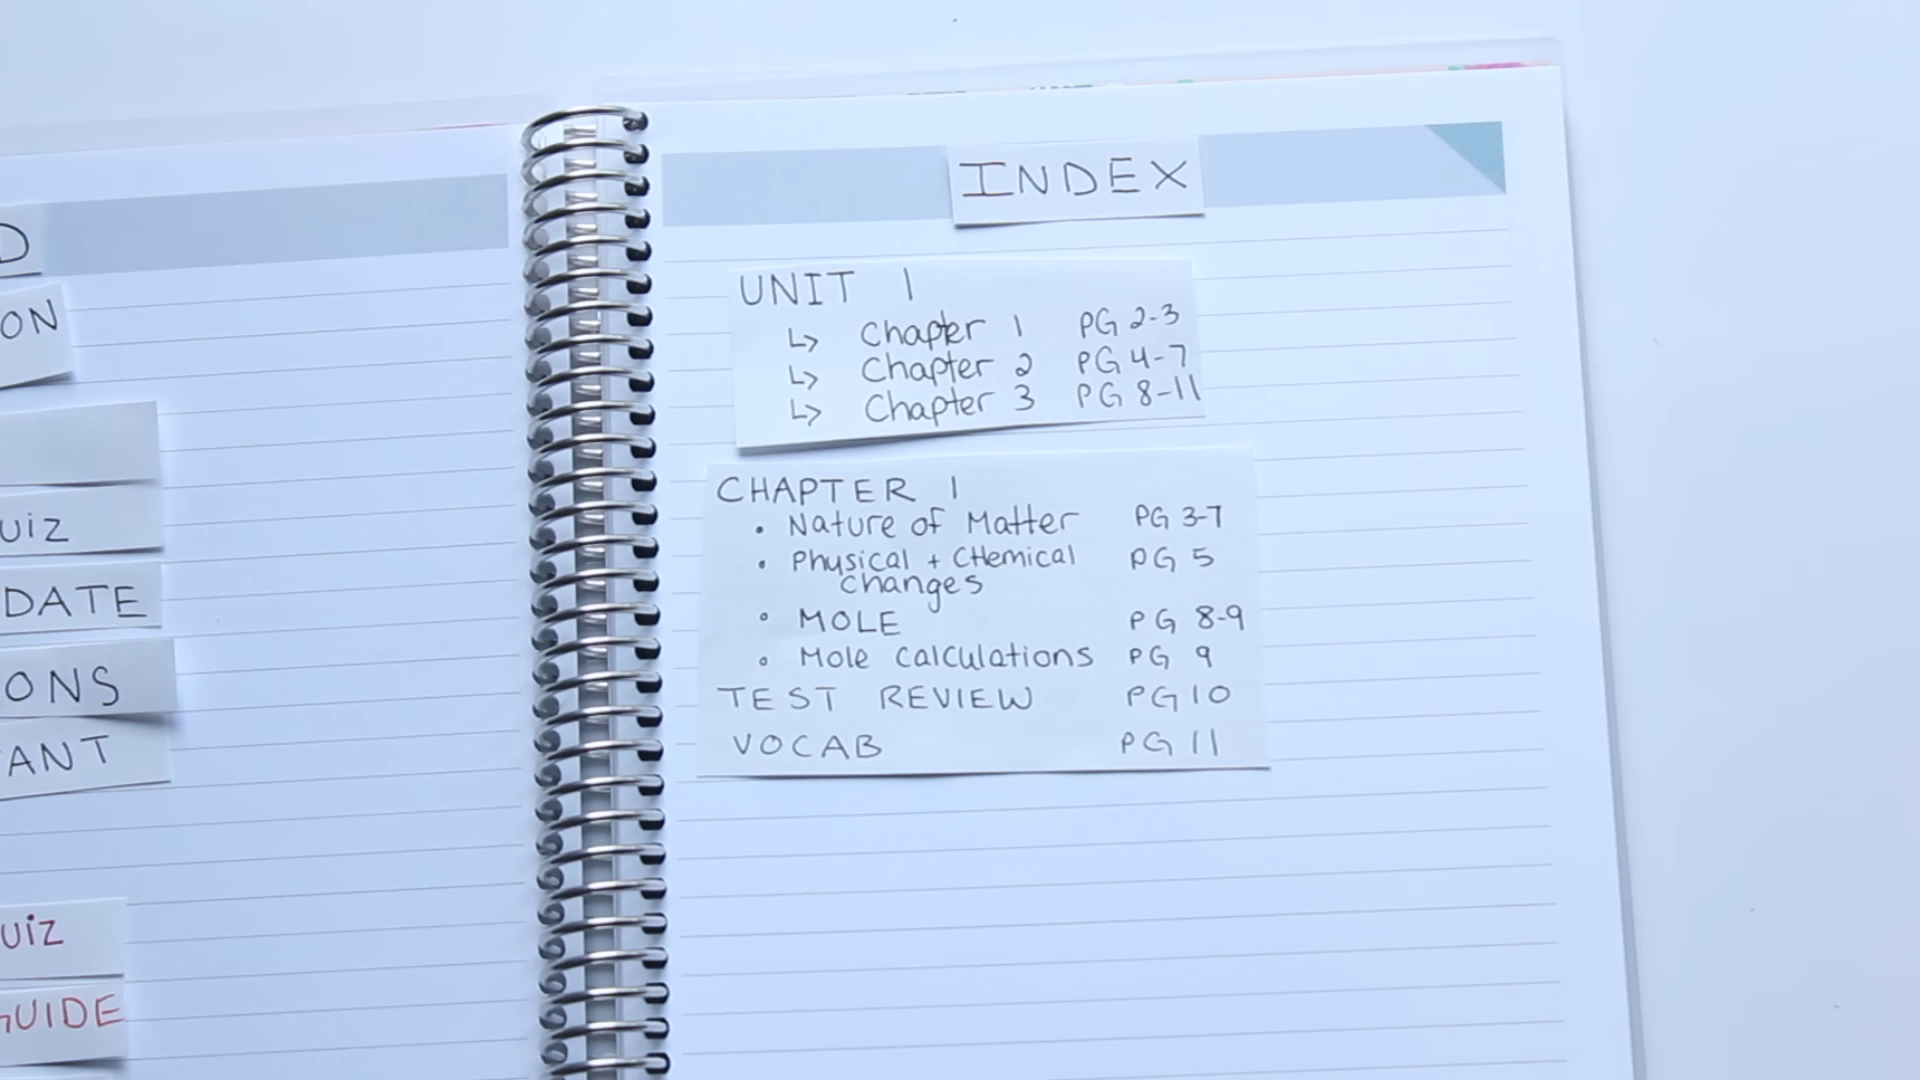 INDEX
UNIT 1
↳ Chapter 1 PG 2-3
↳ Chapter 2 PG 4-7
↳ Chapter 3 PG 8-11
CHAPTER 1
• Nature of Matter PG 3-7
• Physical + CHemical PG 5
changes
• MOLE PG 8-9
• Mole calculations PG 9
TEST REVIEW PG 10
VOCAB PG 11
D
ON
uiz
DATE
ONS
ANT
uiz
GUIDE